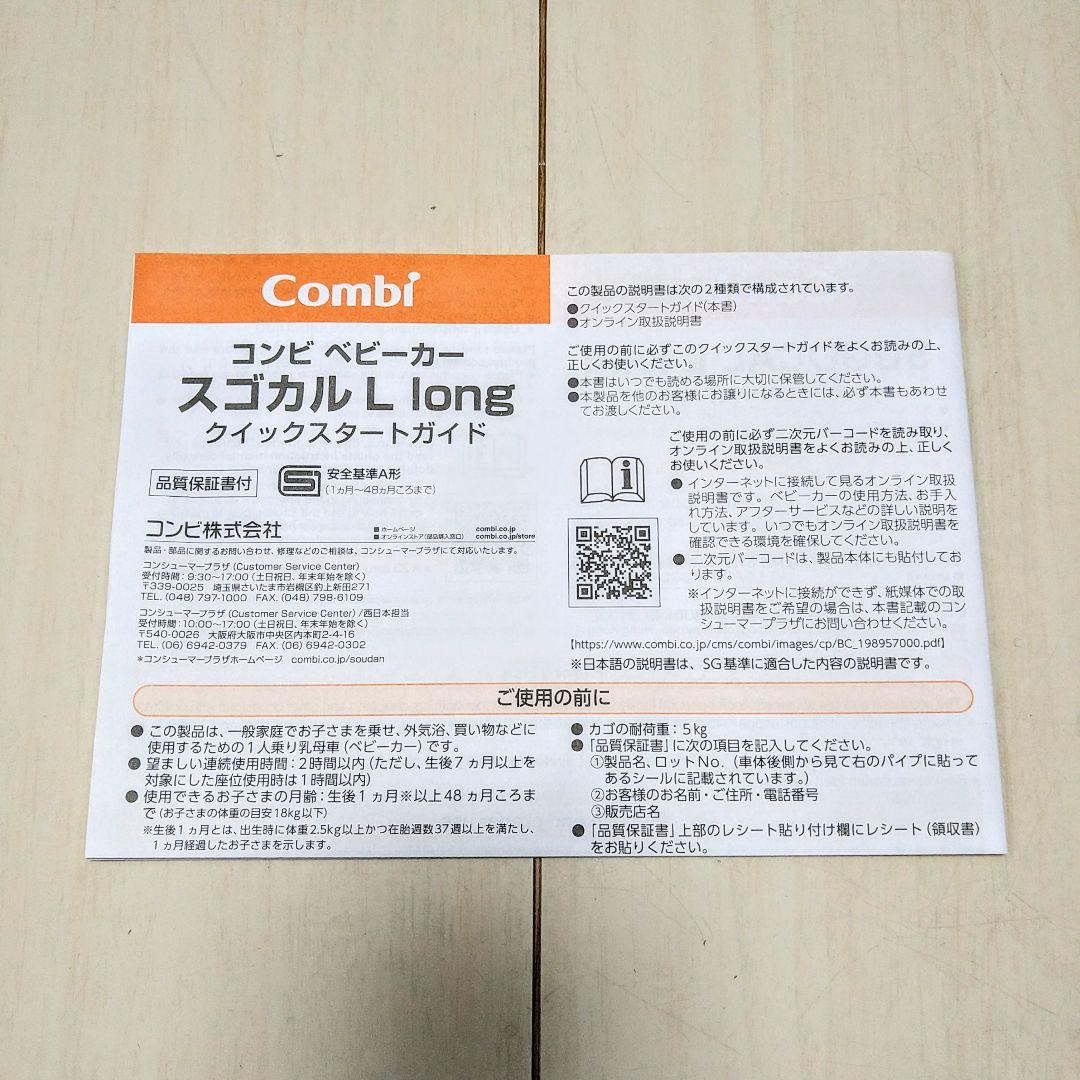 Combi
コンビ ベビーカー
スゴカル L long
クイックスタートガイド
品質保証書付
安全基準A形
(1ヵ月〜48ヵ月ころまで)
コンビ株式会社
■ ホームページ combi.co.jp
■ オンラインストア(部品購入窓口) combi.co.jp/store
製品・部品に関するお問い合わせ、修理などのご相談は、コンシューマープラザにて対応いたします。
コンシューマープラザ(Customer Service Center)
受付時間:9:30〜17:00(土日祝日、年末年始を除く)
〒339-0025 埼玉県さいたま市岩槻区釣上新田271
TEL. (048) 797-1000 FAX. (048) 798-6109
コンシューマープラザ(Customer Service Center)/西日本担当
受付時間:10:00〜17:00(土日祝日、年末年始を除く)
〒540-0026 大阪府大阪市中央区内本町2-4-16
TEL. (06) 6942-0379 FAX. (06) 6942-0302
*コンシューマープラザホームページ combi.co.jp/soudan
この製品の説明書は次の2種類で構成されています。
●クイックスタートガイド(本書)
●オンライン取扱説明書
ご使用の前に必ずこのクイックスタートガイドをよくお読みの上、
正しくお使いください。
●本書はいつでも読める場所に大切に保管してください。
●本製品を他のお客様にお譲りになるときには、必ず本書もあわせ
てお渡しください。
ご使用の前に必ず二次元バーコードを読み取り、
オンライン取扱説明書をよくお読みの上、正しく
お使いください。
● インターネットに接続して見るオンライン取扱
説明書です。ベビーカーの使用方法、お手入
れ方法、アフターサービスなどの詳しい説明を
しています。いつでもオンライン取扱説明書を
確認できる環境を確保してください。
● 二次元バーコードは、製品本体にも貼付してお
ります。
※インターネットに接続ができず、紙媒体での取
扱説明書をご希望の場合は、本書記載のコン
シューマープラザにお問い合わせください。
【https://www.combi.co.jp/cms/combi/images/cp/BC_198957000.pdf】
※日本語の説明書は、SG基準に適合した内容の説明書です。
ご使用の前に
● この製品は、一般家庭でお子さまを乗せ、外気浴、買い物などに
使用するための1人乗り乳母車(ベビーカー)です。
● 望ましい連続使用時間:2時間以内(ただし、生後7ヵ月以上を
対象にした座位使用時は1時間以内)
● 使用できるお子さまの月齢:生後1ヵ月※以上48ヵ月ころま
で(お子さまの体重の目安18kg以下)
※生後1ヵ月とは、出生時に体重2.5kg以上かつ在胎週数37週以上を満たし、
1ヵ月経過したお子さまを示します。
● カゴの耐荷重:5kg
● 「品質保証書」に次の項目を記入してください。
①製品名、ロットNo.(車体後側から見て右のパイプに貼って
あるシールに記載されています。)
②お客様のお名前・ご住所・電話番号
③販売店名
● 「品質保証書」上部のレシート貼り付け欄にレシート(領収書)
をお貼りください。